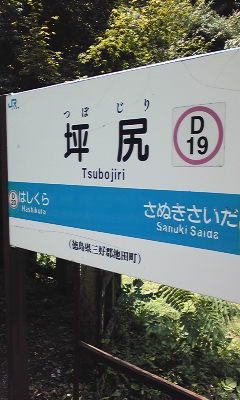 JR
つぼじり
坪尻
Tsubojiri
D
19
はしくら
Hashikura
さぬきさいだ
Sanuki Saida
(徳島県三好郡池田町)